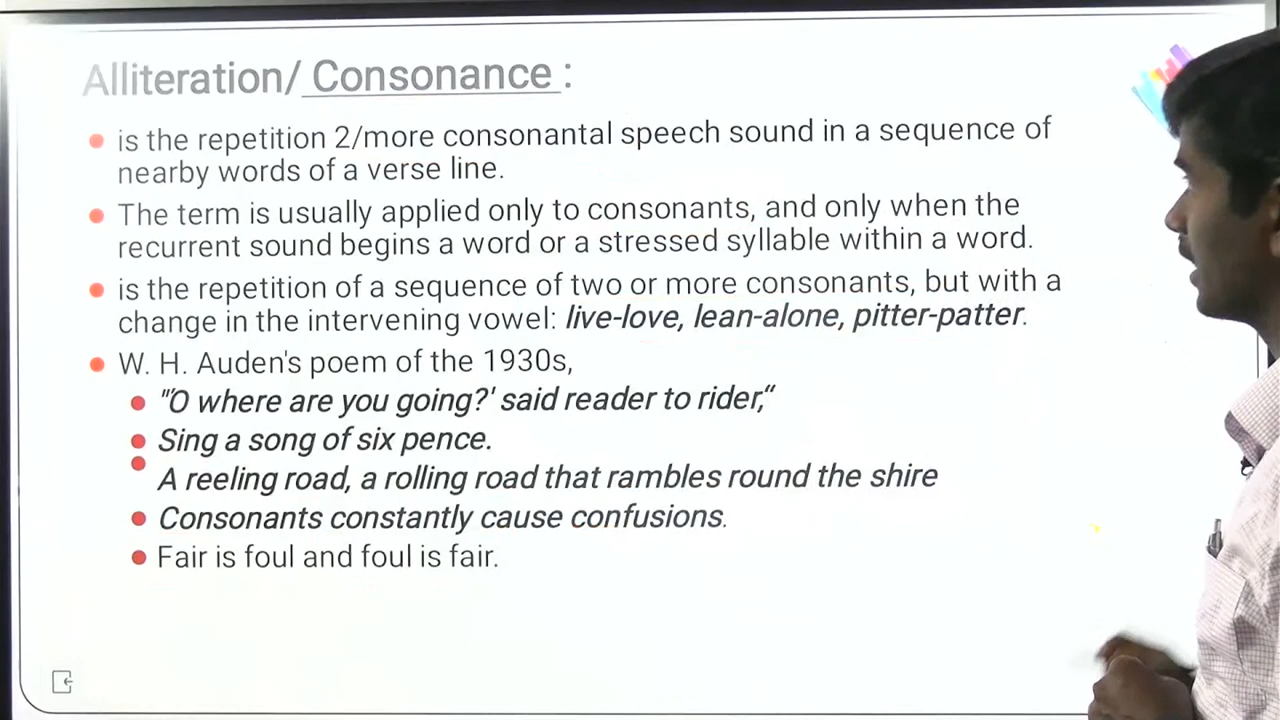 Alliteration/ Consonance :
is the repetition 2/more consonantal speech sound in a sequence of
nearby words of a verse line.
The term is usually applied only to consonants, and only when the
recurrent sound begins a word or a stressed syllable within a word.
is the repetition of a sequence of two or more consonants, but with a
change in the intervening vowel: live-love, lean-alone, pitter-patter.
W. H. Auden's poem of the 1930s,
"'O where are you going?' said reader to rider,“
Sing a song of six pence.
A reeling road, a rolling road that rambles round the shire
Consonants constantly cause confusions.
Fair is foul and foul is fair.